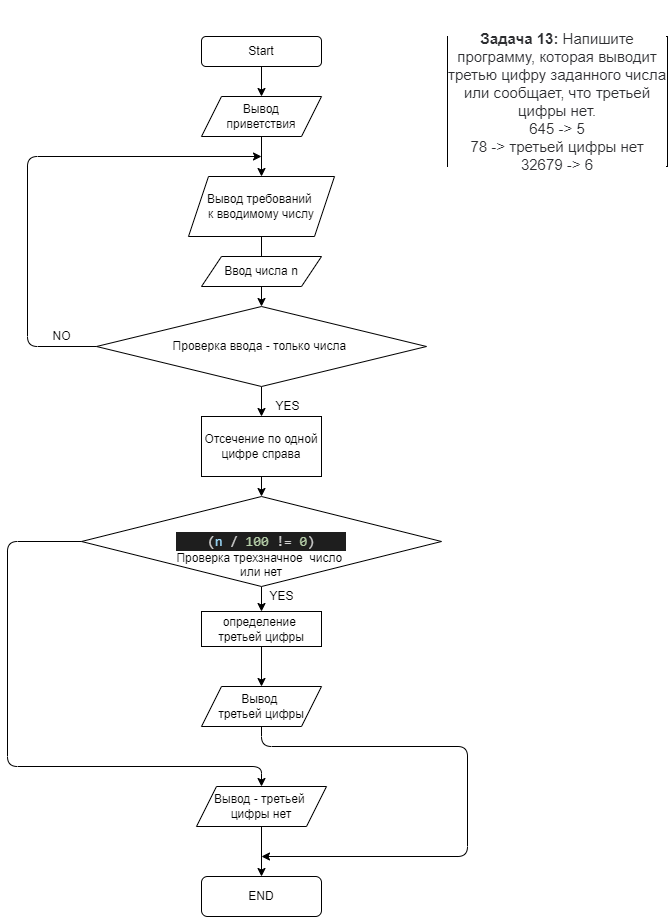 Start
Задача 13: Напишите
программу, которая выводит
третью цифру заданного числа
или сообщает, что третьей
цифры нет.
645 -> 5
78 -> третьей цифры нет
32679 -> 6
Вывод
приветствия
Вывод требований
к вводимому числу
Ввод числа n
Проверка ввода - только числа
NO
YES
Отсечение по одной
цифре справа
(n / 100 != 0)
Проверка трехзначное число
или нет
YES
определение
третьей цифры
Вывод
третьей цифры
Вывод - третьей
цифры нет
END